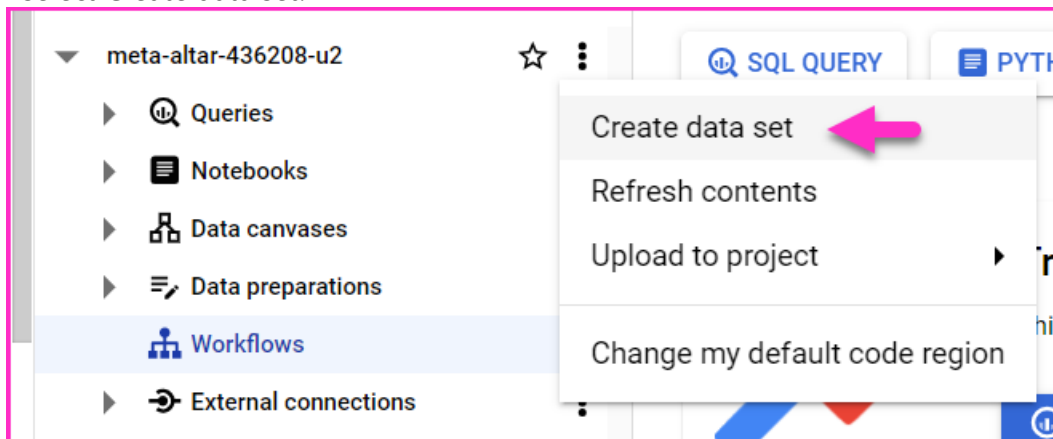 meta-altar-436208-u2
SQL QUERY
Queries
Create data set
Notebooks
Refresh contents
Data canvases
Upload to project
Data preparations
Workflows
Change my default code region
External connections